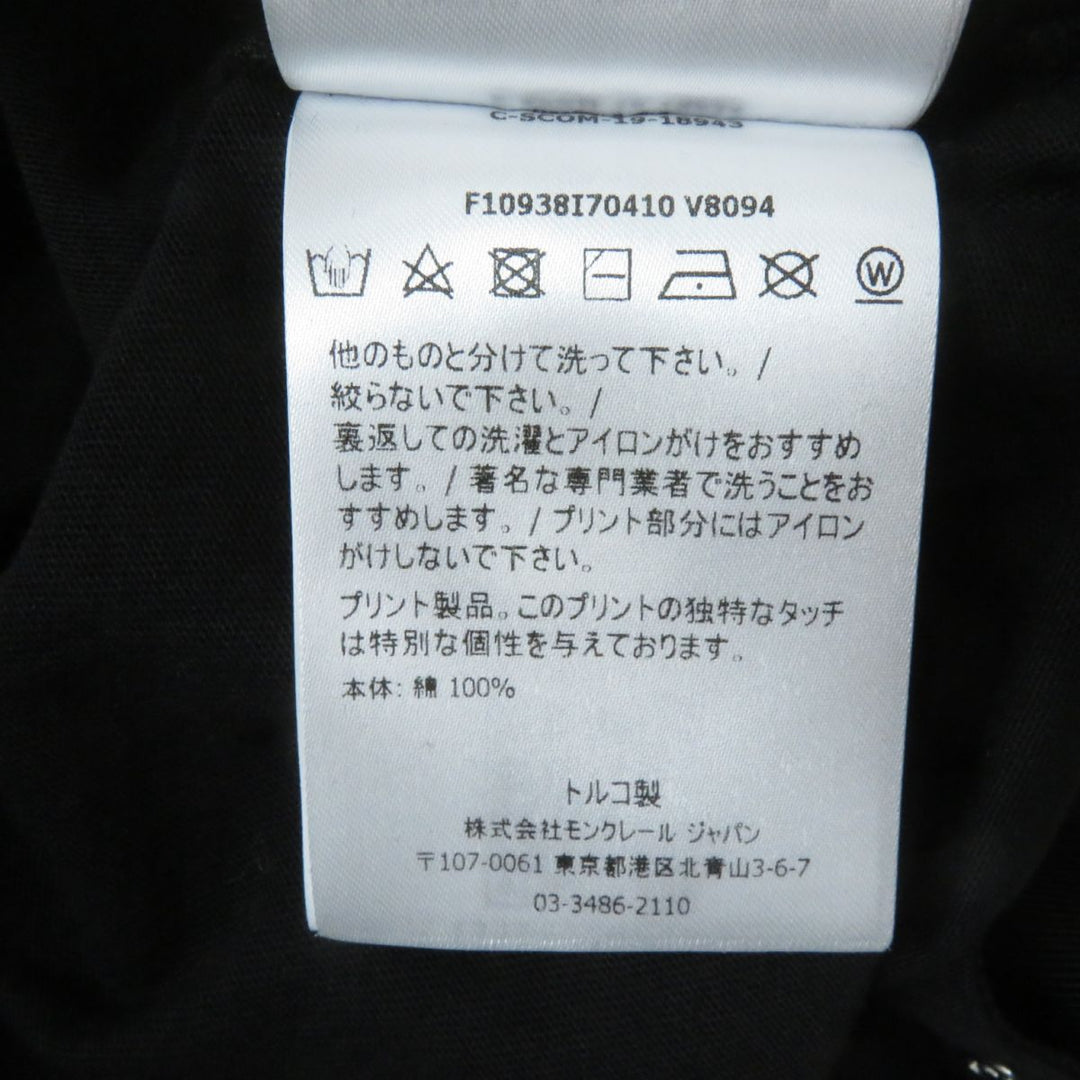 C-SCOM-19-18943
F10938I70410 V8094
W
他のものと分けて洗って下さい。/
絞らないで下さい。/
裏返しての洗濯とアイロンがけをおすすめ
します。/ 著名な専門業者で洗うことをお
すすめします。/ プリント部分にはアイロン
がけしないで下さい。
プリント製品。このプリントの独特なタッチ
は特別な個性を与えております。
本体: 綿 100%
トルコ製
株式会社モンクレール ジャパン
〒107-0061 東京都港区北青山3-6-7
03-3486-2110